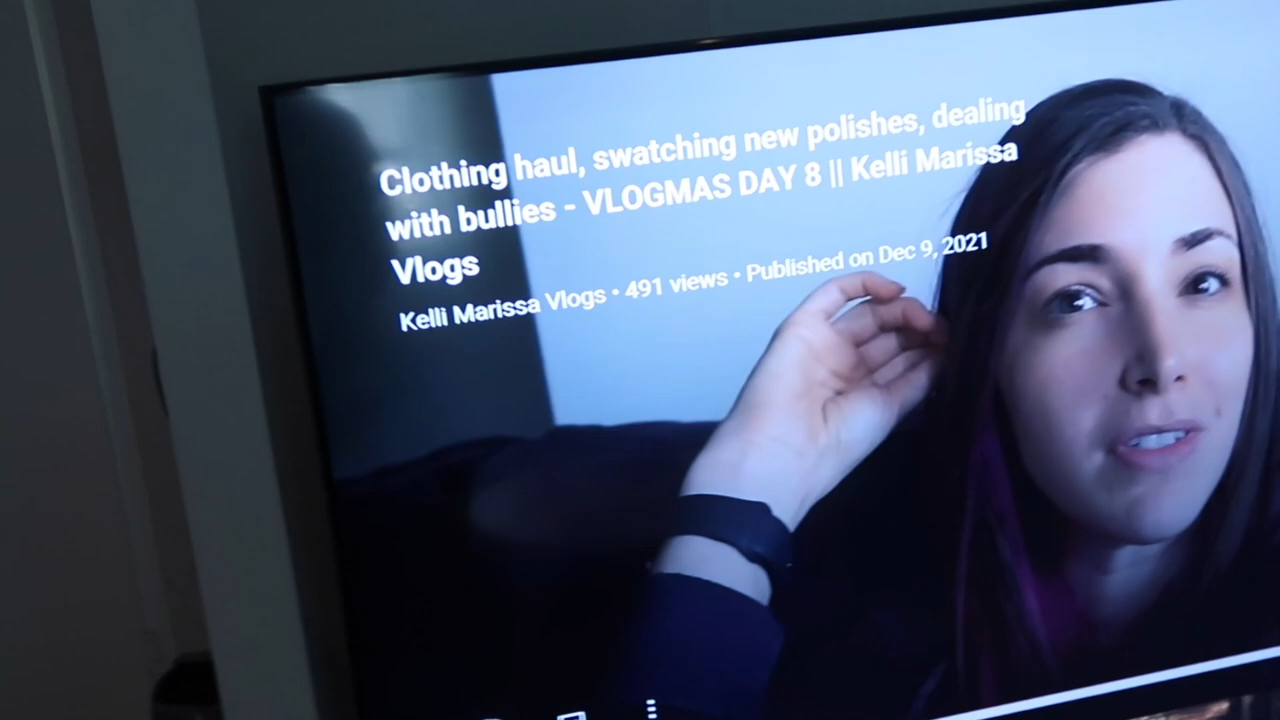 Clothing haul, swatching new polishes, dealing
with bullies - VLOGMAS DAY 8 || Kelli Marissa
Vlogs
Kelli Marissa Vlogs • 491 views • Published on Dec 9, 2021